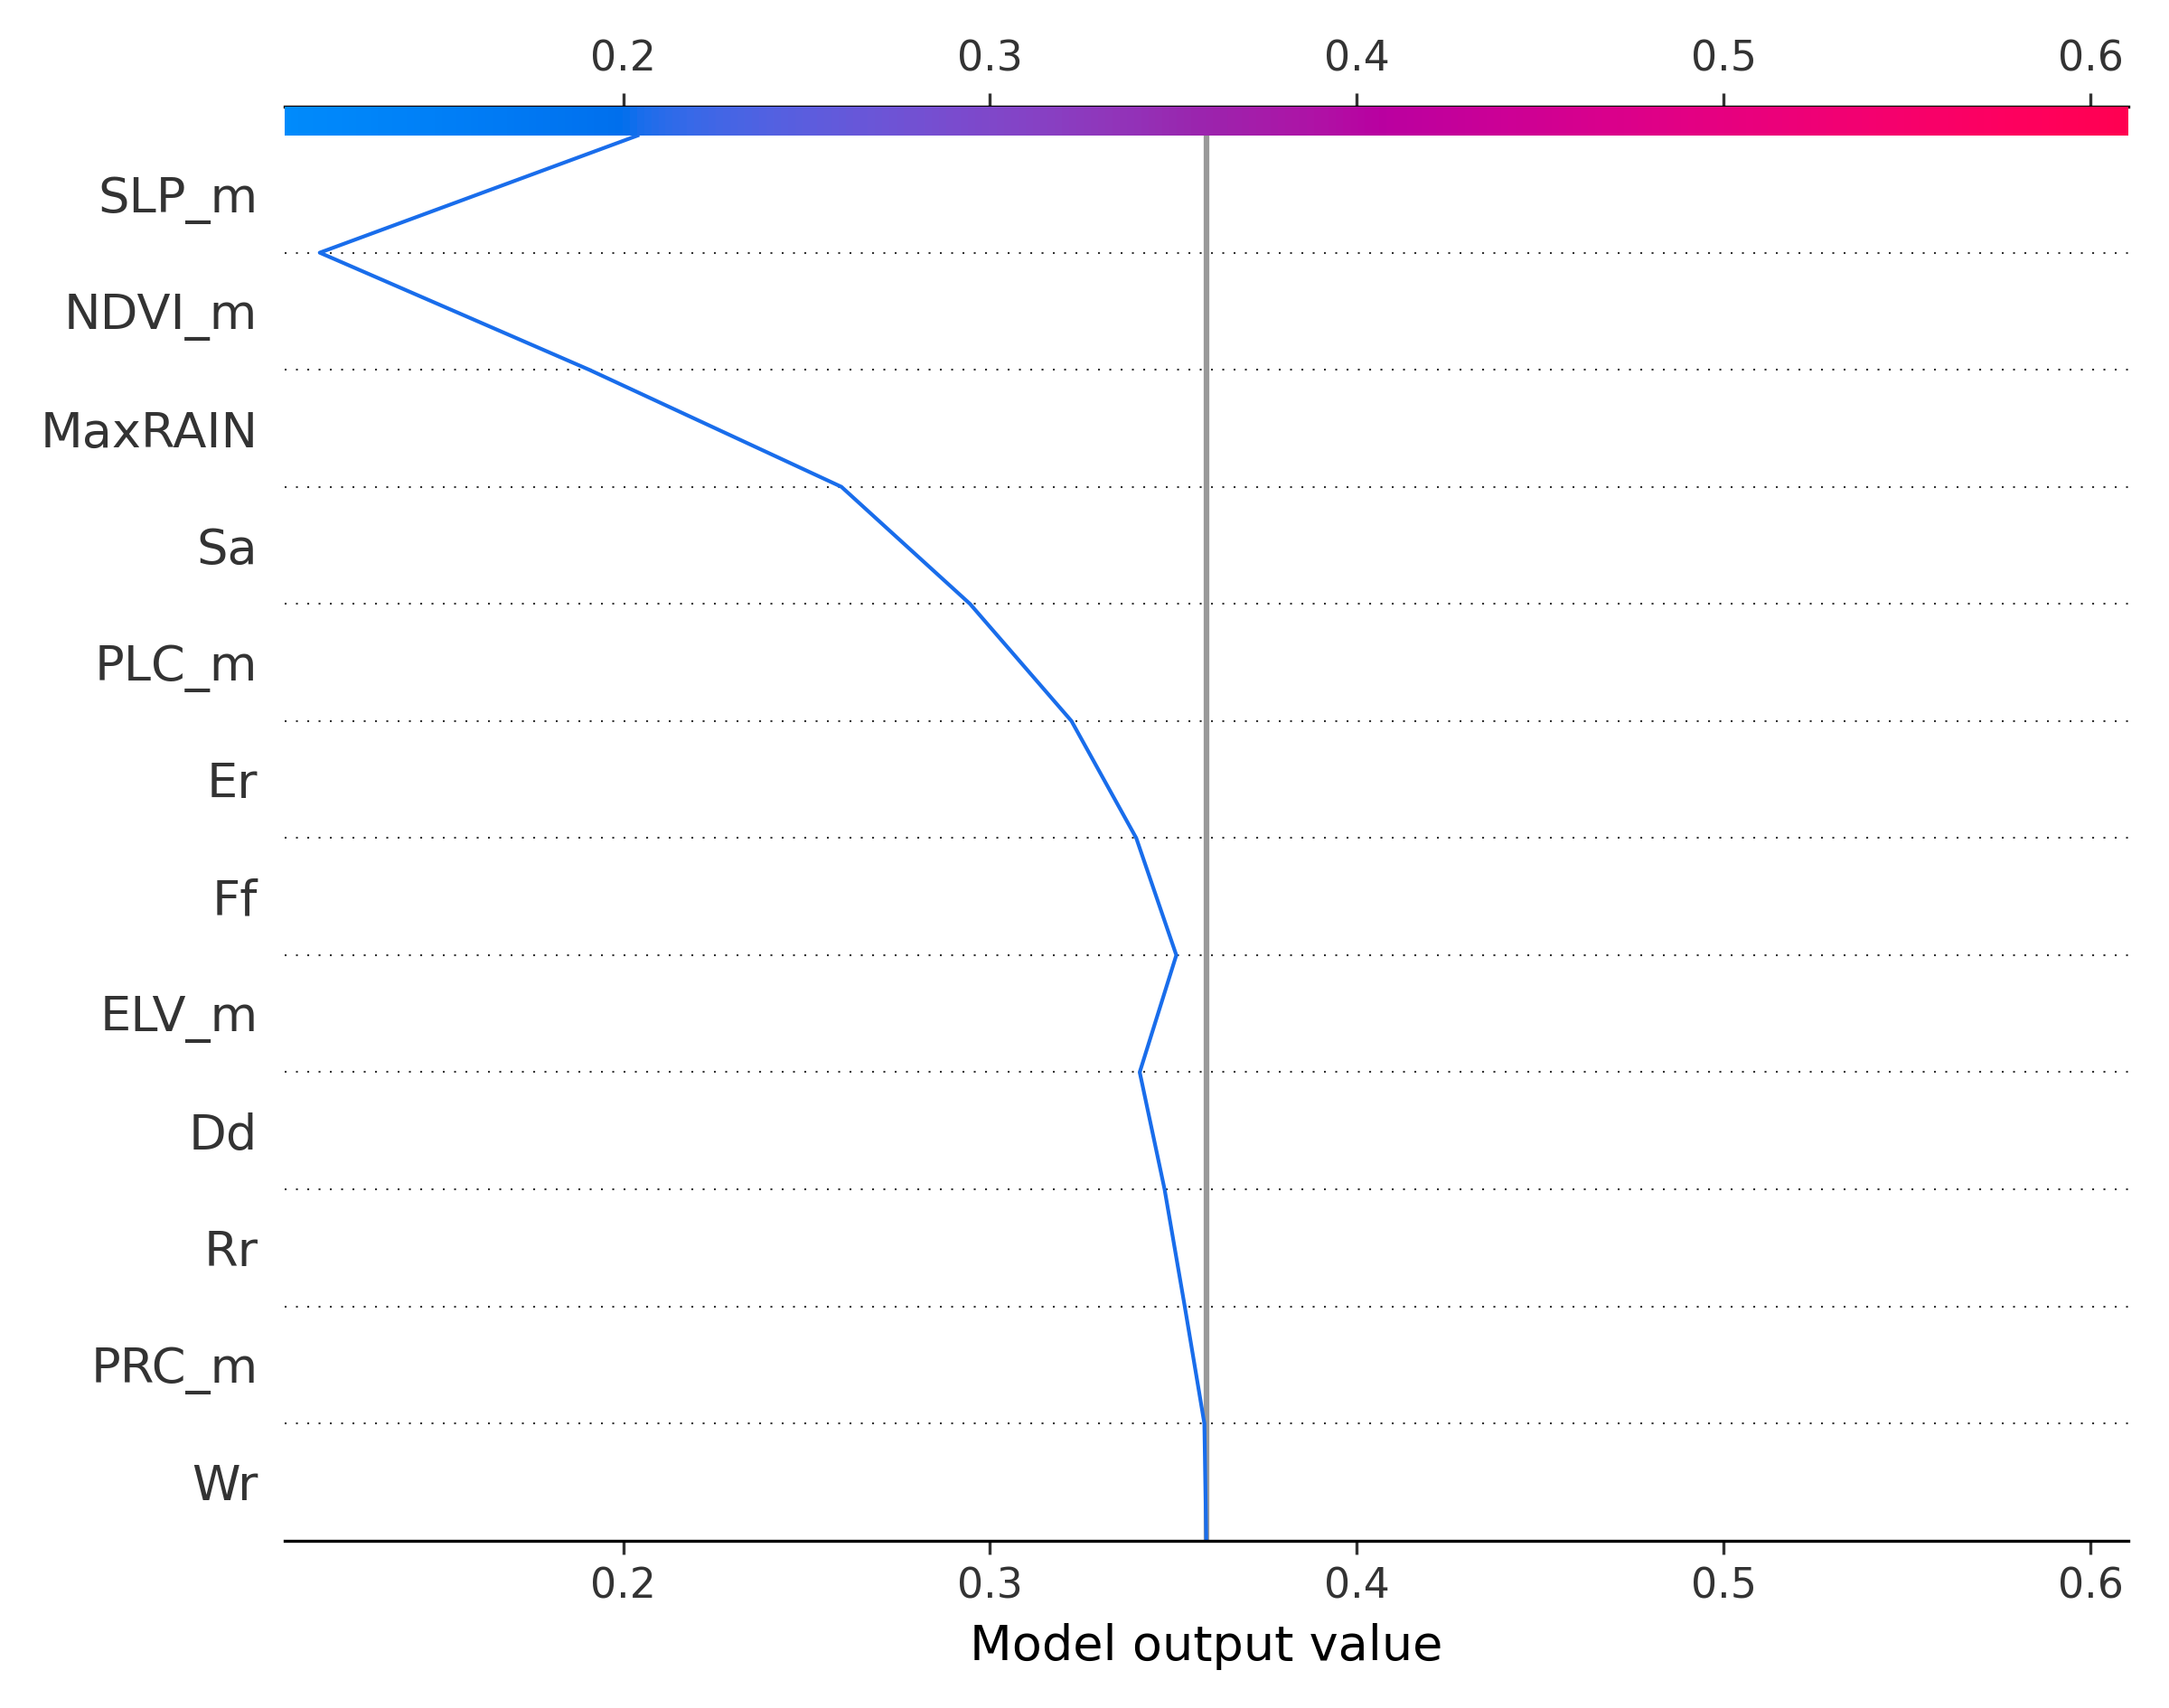 0.2 0.3 0.4 0.5 0.6
SLP_m
NDVI_m
MaxRAIN
Sa
PLC_m
Er
Ff
ELV_m
Dd
Rr
PRC_m
Wr
0.2 0.3 0.4 0.5 0.6
Model output value